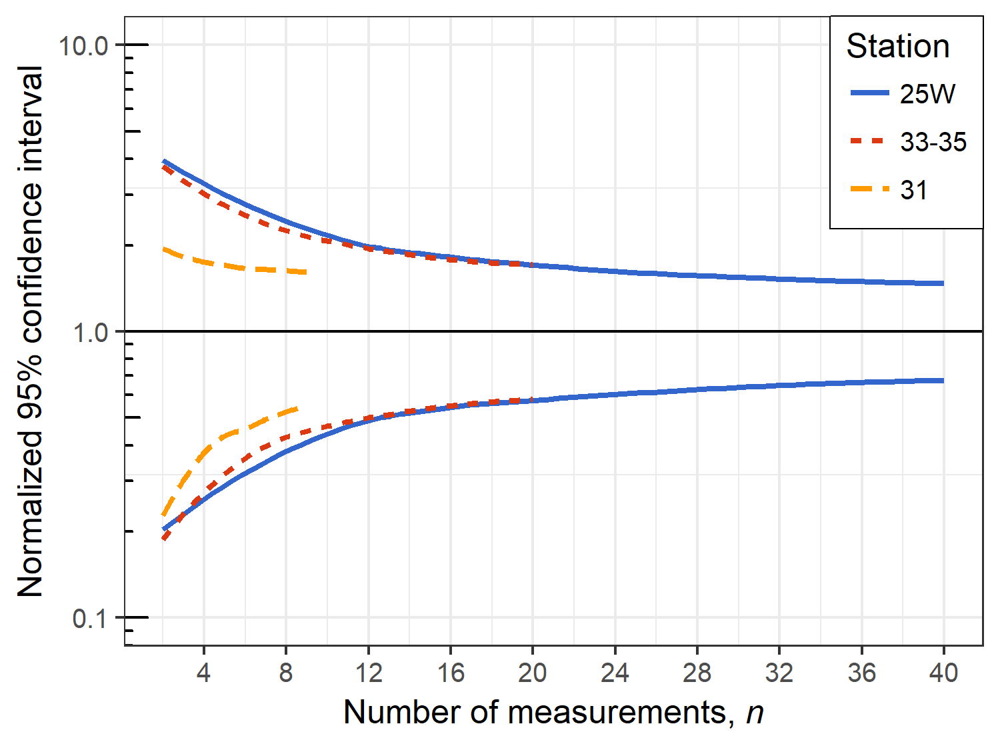 Normalized 95% confidence interval
10.0
1.0
0.1
Station
25W
33-35
31
4 8 12 16 20 24 28 32 36 40
Number of measurements, n